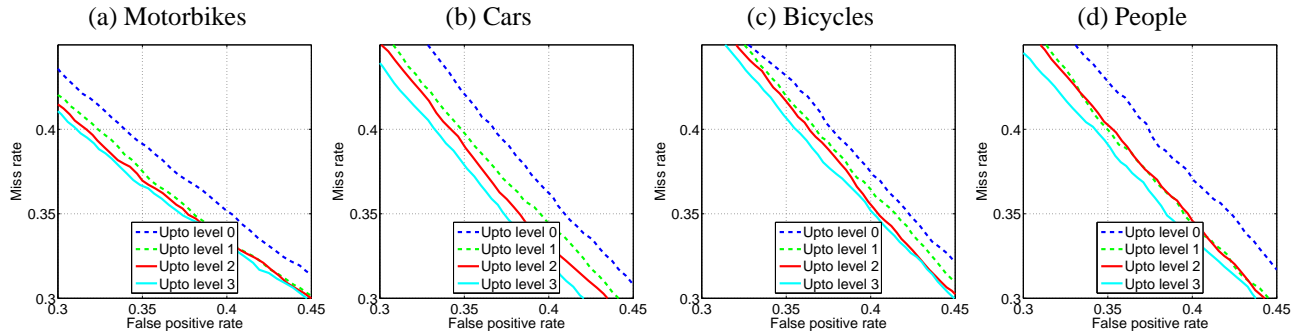 (a) Motorbikes
0.4
0.35
0.3
0.3 0.35 0.4 0.45
Miss rate
False positive rate
Upto level 0
Upto level 1
Upto level 2
Upto level 3
(b) Cars
0.4
0.35
0.3
0.3 0.35 0.4 0.45
Miss rate
False positive rate
Upto level 0
Upto level 1
Upto level 2
Upto level 3
(c) Bicycles
0.4
0.35
0.3
0.3 0.35 0.4 0.45
Miss rate
False positive rate
Upto level 0
Upto level 1
Upto level 2
Upto level 3
(d) People
0.4
0.35
0.3
0.3 0.35 0.4 0.45
Miss rate
False positive rate
Upto level 0
Upto level 1
Upto level 2
Upto level 3